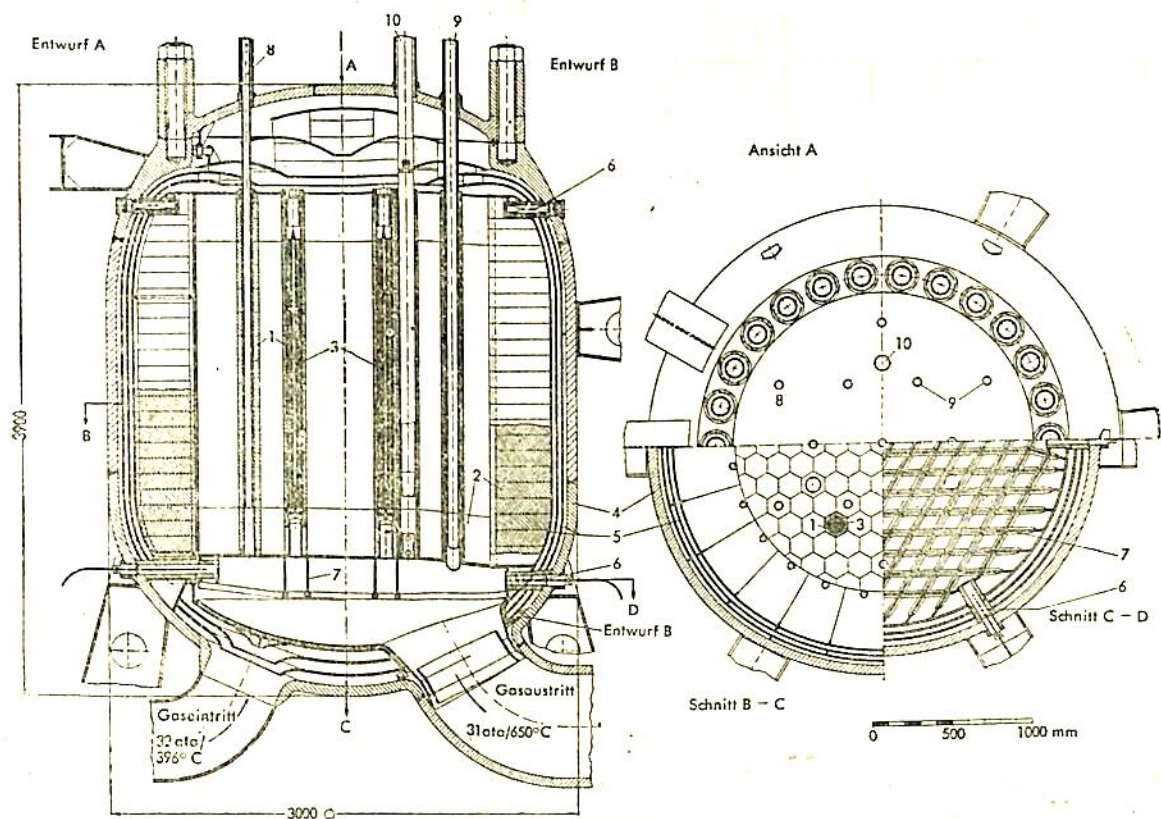 Entwurf A
8
A
10
9
Entwurf B
6
3900
1
3
2
B
4
5
6
7
D
Entwurf B
Gaseintritt
32 ata/
396° C
C
Gasaustritt
31 ata/650°C
3000 ∅
Ansicht A
10
8
9
1
3
7
6
Schnitt C – D
Schnitt B – C
0
500
1000 mm